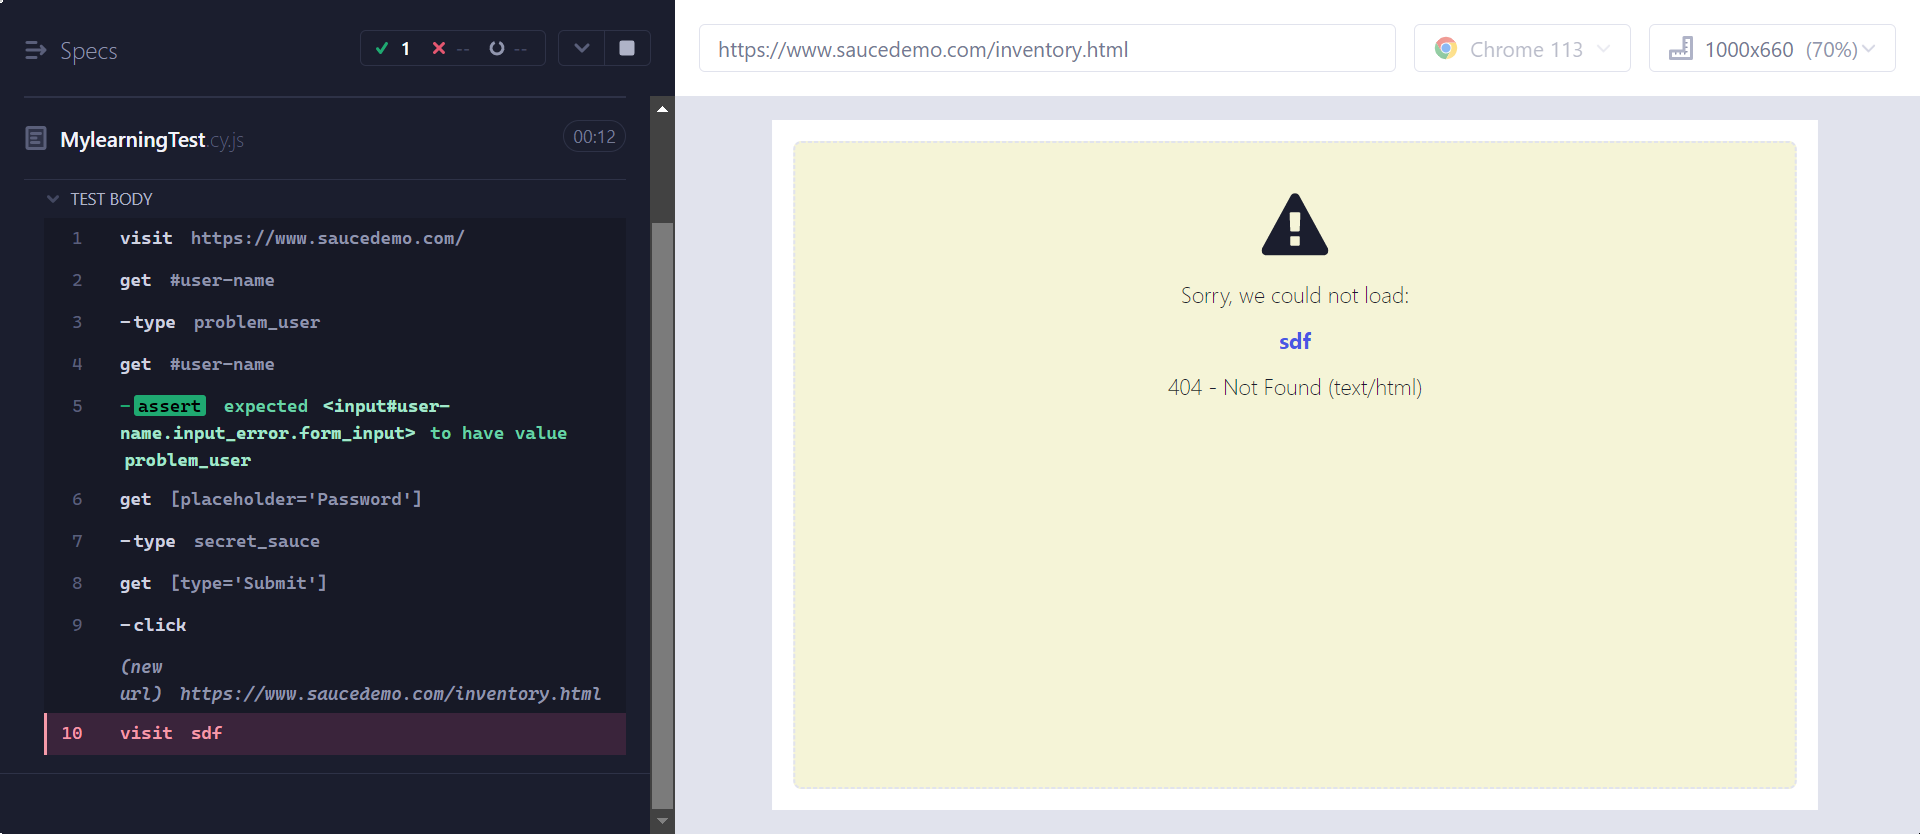 Specs
1 -- --
https://www.saucedemo.com/inventory.html
Chrome 113
1000x660 (70%)
MylearningTest.cy.js
00:12
TEST BODY
1 visit https://www.saucedemo.com/
2 get #user-name
3 -type problem_user
4 get #user-name
5 -assert expected <input#user-
name.input_error.form_input> to have value
problem_user
6 get [placeholder='Password']
7 -type secret_sauce
8 get [type='Submit']
9 -click
(new
url) https://www.saucedemo.com/inventory.html
10 visit sdf
Sorry, we could not load:
sdf
404 - Not Found (text/html)